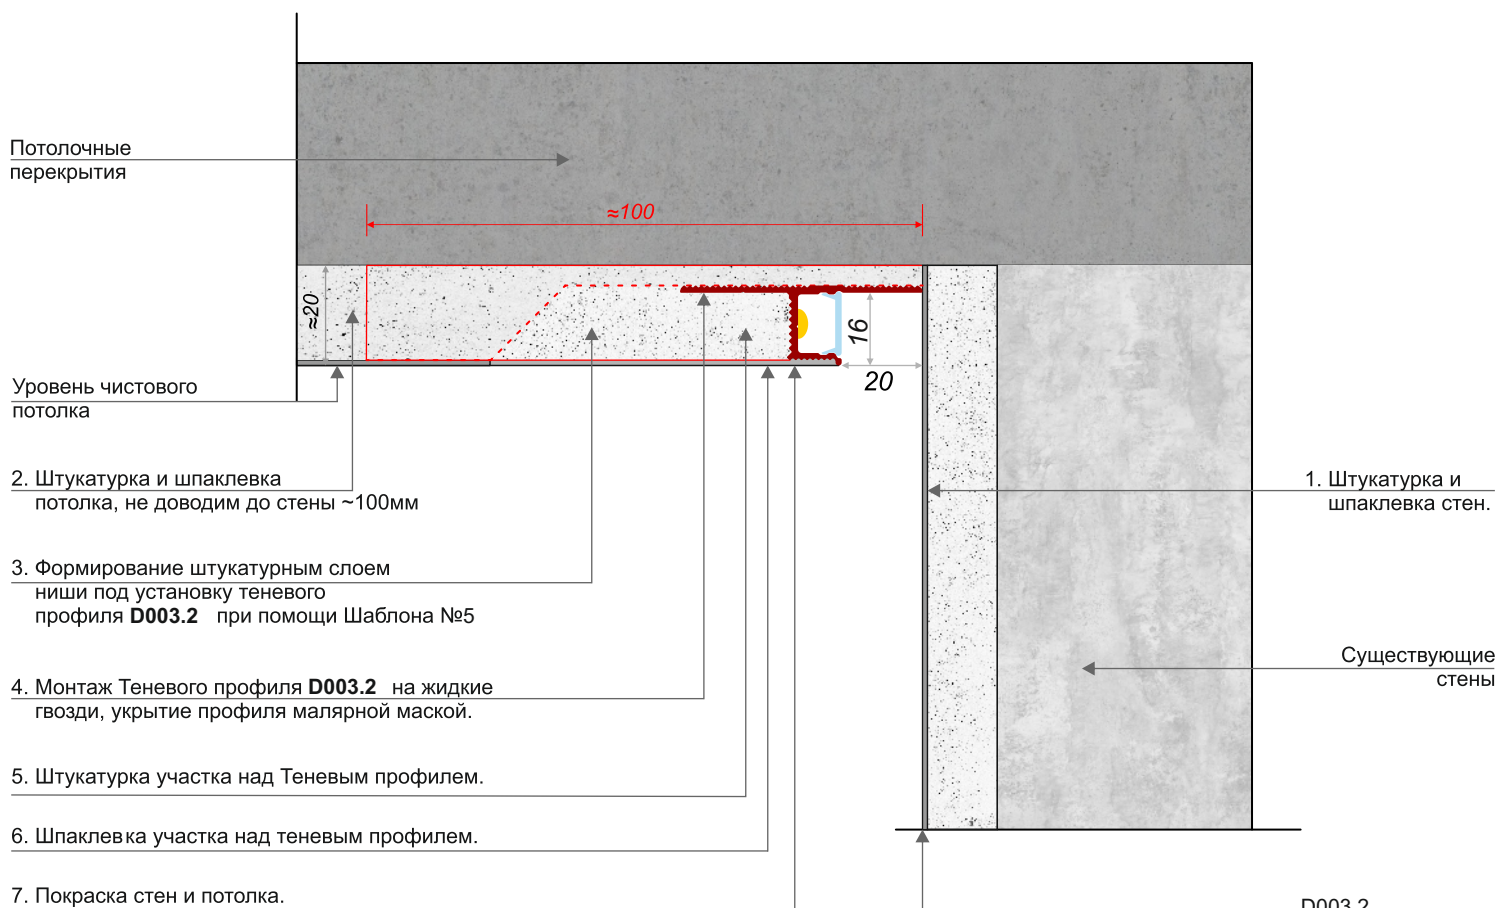 Потолочные
перекрытия
≈100
≈20
16
20
Уровень чистового
потолка
2. Штукатурка и шпаклевка
потолка, не доводим до стены ~100мм
1. Штукатурка и
шпаклевка стен.
3. Формирование штукатурным слоем
ниши под установку теневого
профиля D003.2 при помощи Шаблона №5
Существующие
стены
4. Монтаж Теневого профиля D003.2 на жидкие
гвозди, укрытие профиля малярной маской.
5. Штукатурка участка над Теневым профилем.
6. Шпаклевка участка над теневым профилем.
7. Покраска стен и потолка.
D003.2